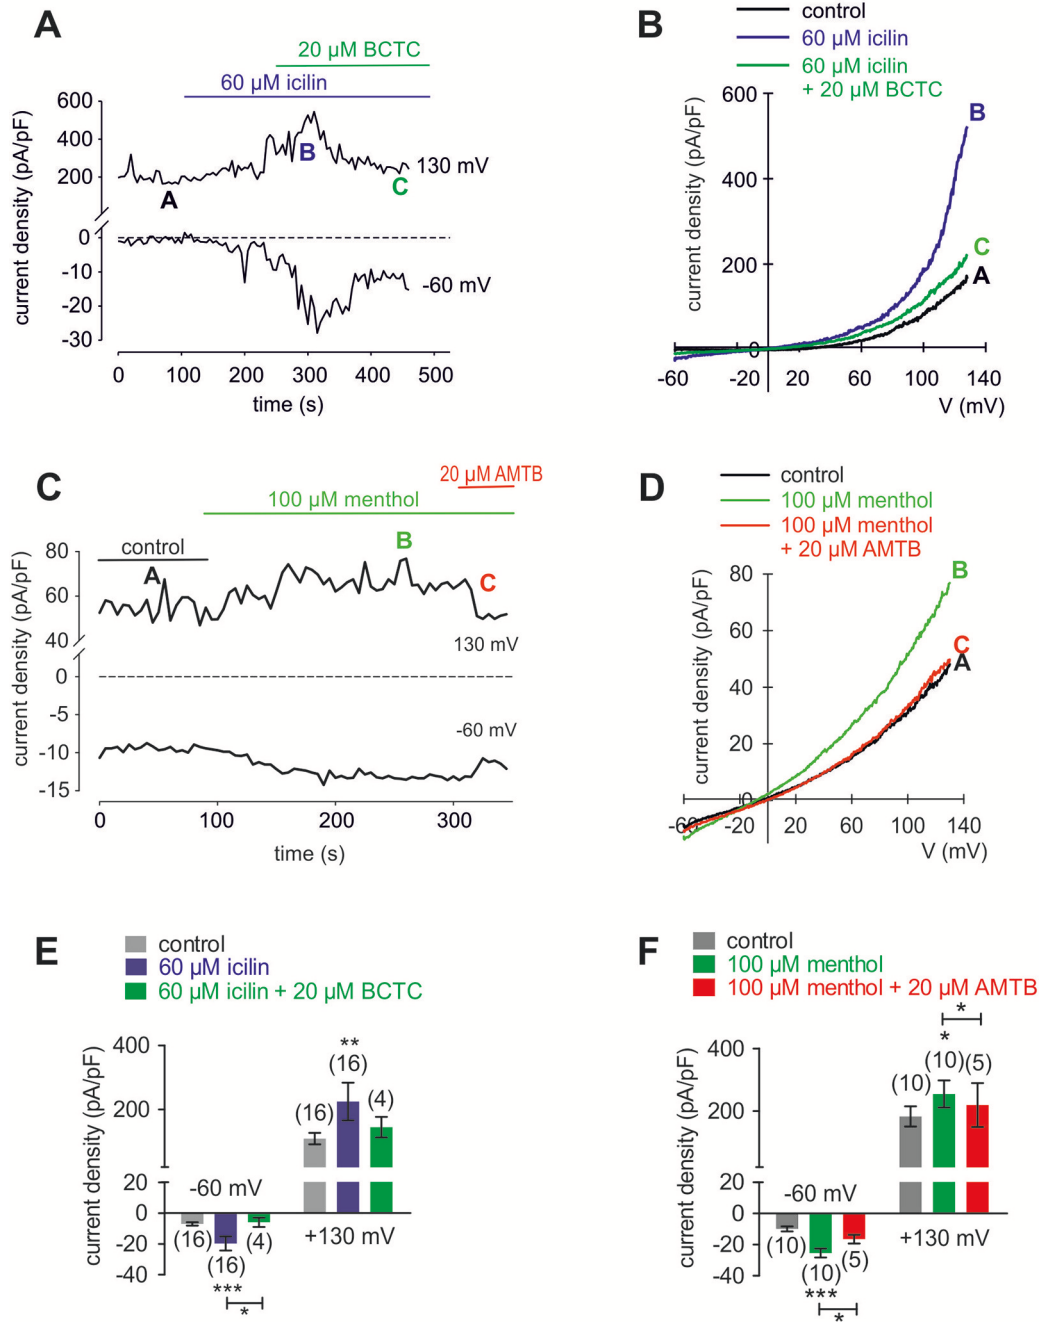 A
20 µM BCTC
60 µM icilin
600
400
200
0
-10
-20
-30
current density (pA/pF)
current density (pA/pF)
A
B
C
130 mV
-60 mV
0 100 200 300 400 500
time (s)
B
control
60 µM icilin
60 µM icilin
+ 20 µM BCTC
600
400
200
0
current density (pA/pF)
B
C
A
-60 -20 20 60 100 140
V (mV)
C
20 µM AMTB
100 µM menthol
control
80
60
40
0
-5
-10
-15
current density (pA/pF)
A
B
C
130 mV
-60 mV
0 100 200 300
time (s)
D
control
100 µM menthol
100 µM menthol
+ 20 µM AMTB
80
60
40
20
0
current density (pA/pF)
B
C
A
-60 -20 20 60 100 140
V (mV)
E
control
60 µM icilin
60 µM icilin + 20 µM BCTC
400
200
20
0
-20
-40
current density (pA/pF)
**
(16)
(16)
(4)
-60 mV
+130 mV
(16)
(16)
(4)
***
*
F
control
100 µM menthol
100 µM menthol + 20 µM AMTB
400
200
20
0
-20
-40
current density (pA/pF)
*
*
(10)
(10)
(5)
-60 mV
+130 mV
(10)
(10)
(5)
***
*